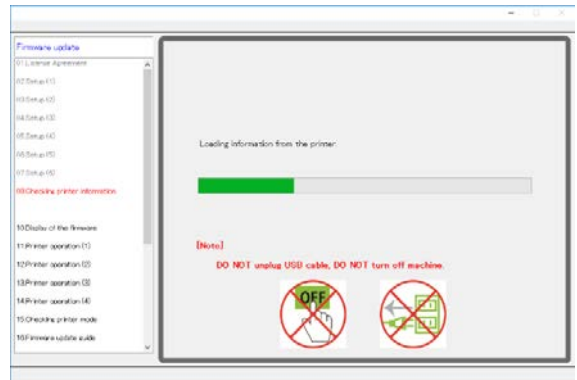 Firmware update
01.License Agreement
02.Setup (1)
03.Setup (2)
04.Setup (3)
05.Setup (4)
06.Setup (5)
07.Setup (6)
08.Checking printer information
10.Display of the firmware
11.Printer operation (1)
12.Printer operation (2)
13.Printer operation (3)
14.Printer operation (4)
15.Checking printer mode
16.Firmware update guide
Loading information from the printer.
[Note]
DO NOT unplug USB cable, DO NOT turn off machine.
OFF